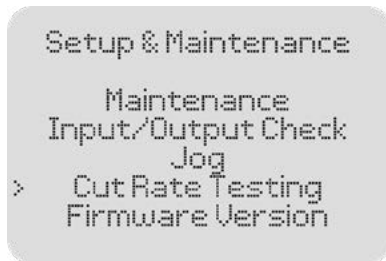 Setup & Maintenance
Maintenance
Input/Output Check
Jog
> Cut Rate Testing
Firmware Version